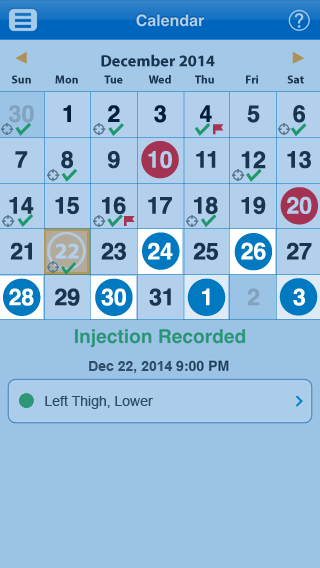 Calendar ?
December 2014
Sun Mon Tue Wed Thu Fri Sat
30 1 2 3 4 5 6
7 8 9 10 11 12 13
14 15 16 17 18 19 20
21 22 23 24 25 26 27
28 29 30 31 1 2 3
Injection Recorded
Dec 22, 2014 9:00 PM
Left Thigh, Lower